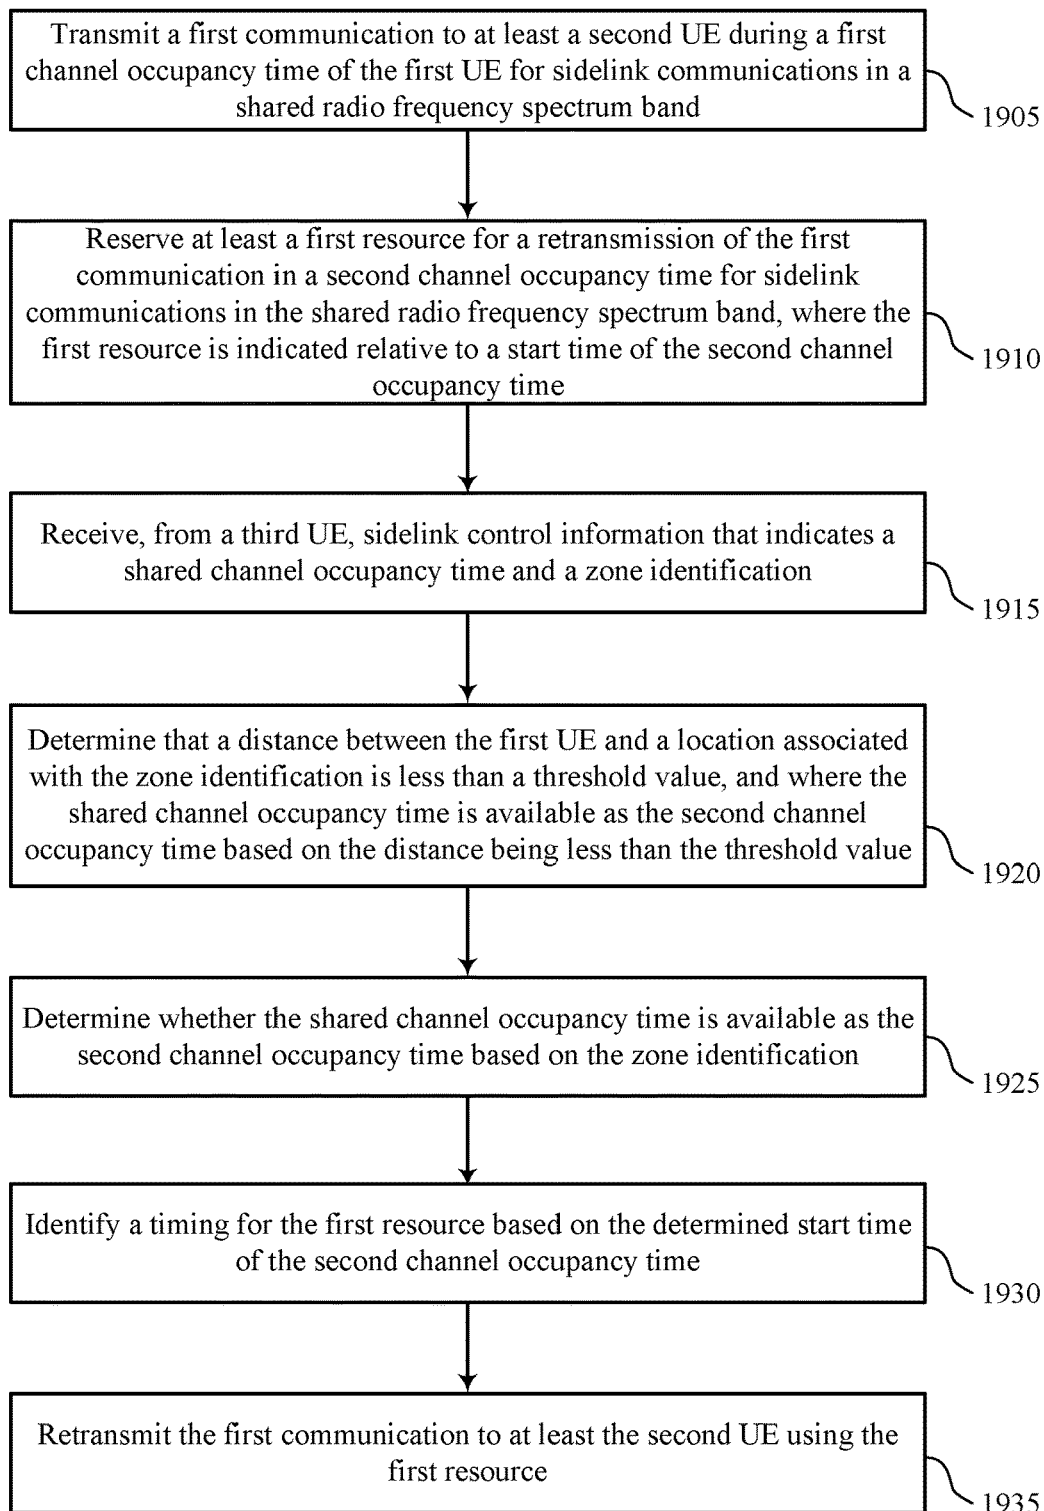 Transmit a first communication to at least a second UE during a first
channel occupancy time of the first UE for sidelink communications in a
shared radio frequency spectrum band
1905
Reserve at least a first resource for a retransmission of the first
communication in a second channel occupancy time for sidelink
communications in the shared radio frequency spectrum band, where the
first resource is indicated relative to a start time of the second channel
occupancy time
1910
Receive, from a third UE, sidelink control information that indicates a
shared channel occupancy time and a zone identification
1915
Determine that a distance between the first UE and a location associated
with the zone identification is less than a threshold value, and where the
shared channel occupancy time is available as the second channel
occupancy time based on the distance being less than the threshold value
1920
Determine whether the shared channel occupancy time is available as the
second channel occupancy time based on the zone identification
1925
Identify a timing for the first resource based on the determined start time
of the second channel occupancy time
1930
Retransmit the first communication to at least the second UE using the
first resource
1935